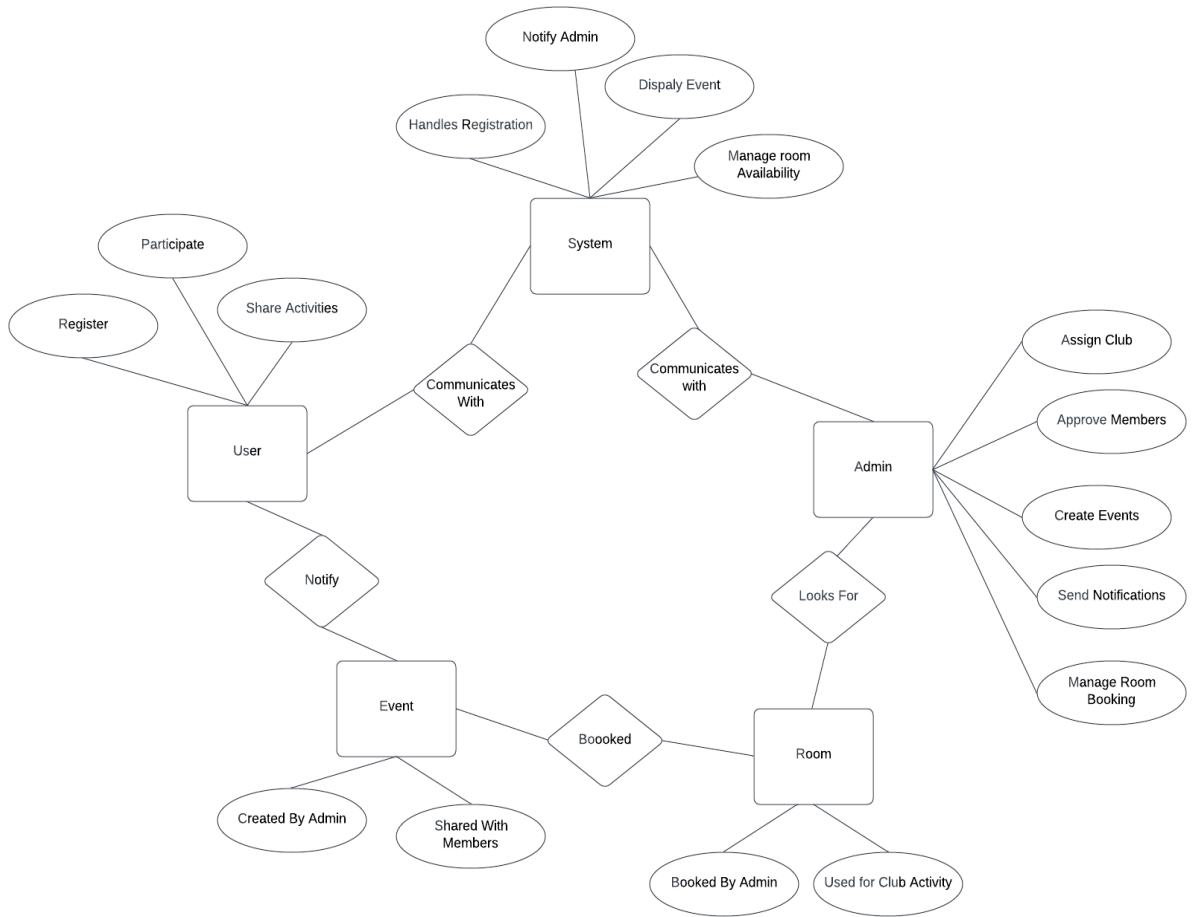 Notify Admin
Dispaly Event
Handles Registration
Manage room
Availability
System
Participate
Share Activities
Register
User
Communicates
With
Communicates
with
Assign Club
Approve Members
Admin
Create Events
Send Notifications
Manage Room
Booking
Notify
Looks For
Event
Boooked
Room
Created By Admin
Shared With
Members
Booked By Admin
Used for Club Activity